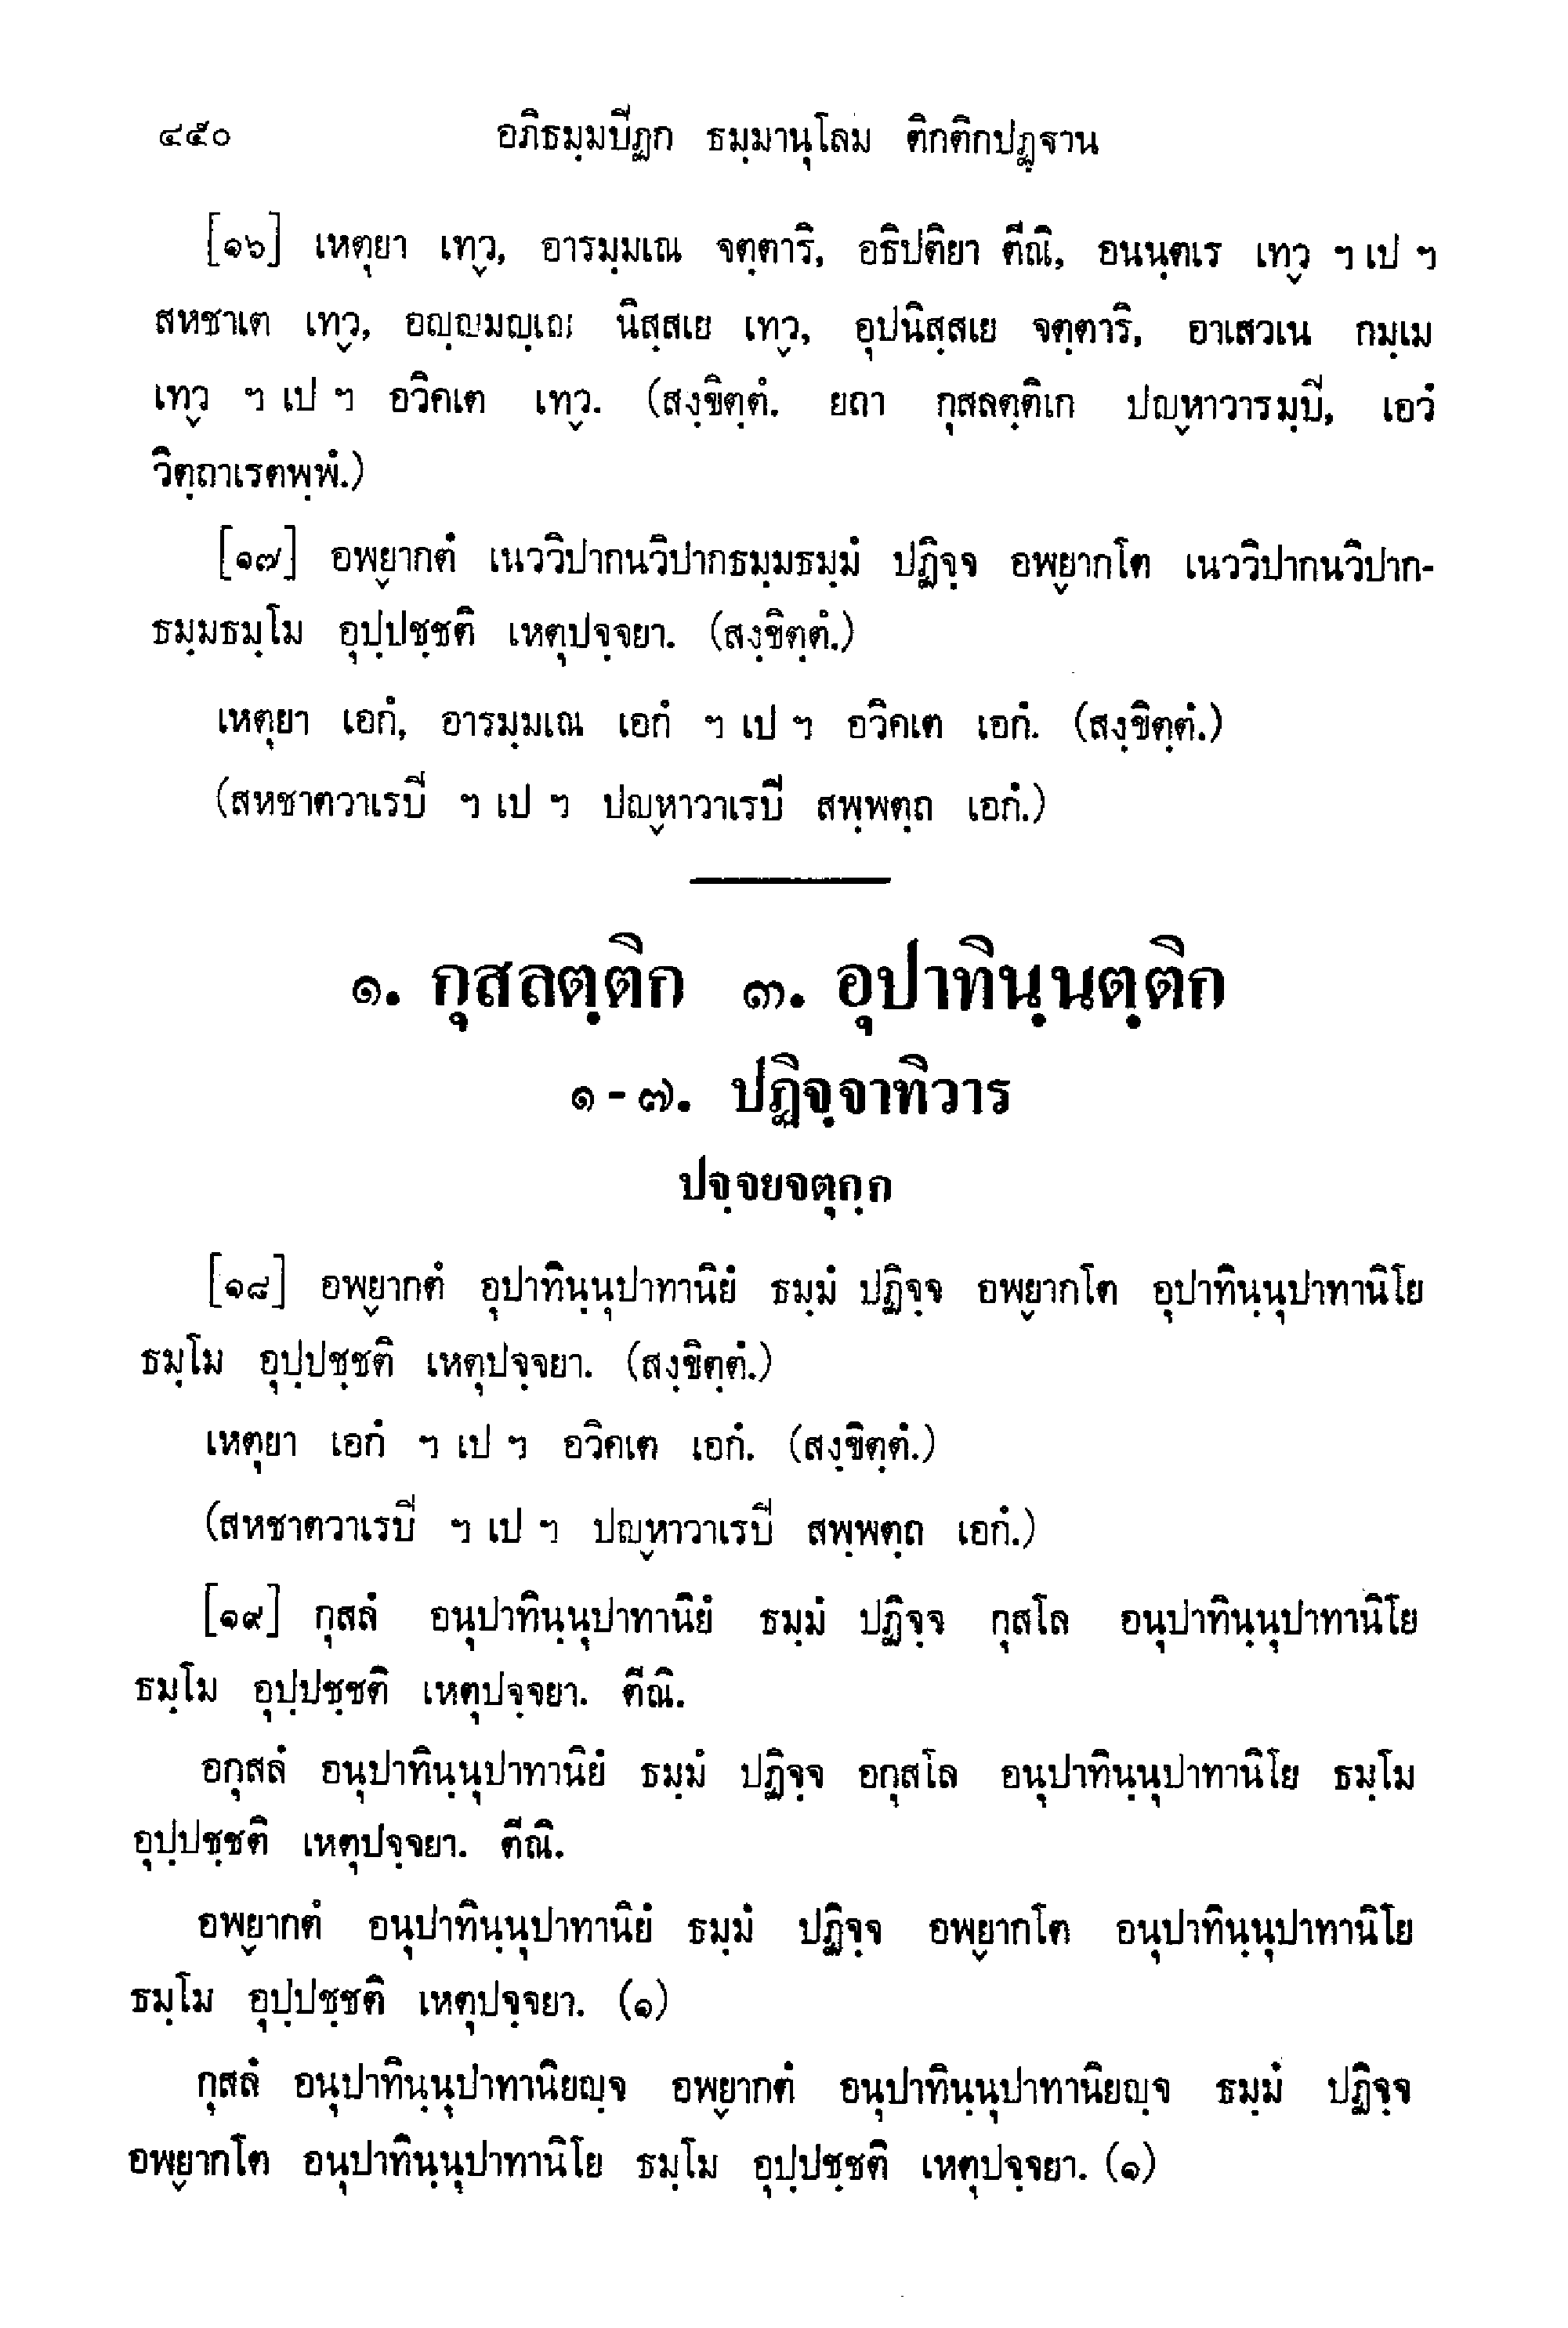 ๔๕๐ อภิธมฺมปิฏก ธมฺมานุโลม ติกติกปฏฺฐาน
[๑๖] เหตุยา เทฺว, อารมฺมเณ จตฺตาริ, อธิปติยา ตีณิ, อนนฺตเร เทฺว ฯ เป ฯ
สหชาเต เทฺว, อญฺญมญฺเญ นิสฺสเย เทฺว, อุปนิสฺสเย จตฺตาริ, อาเสวเน กมฺเม
เทฺว ฯ เป ฯ อวิคเต เทฺว. (สงฺขิตฺตํ. ยถา กุสลตฺติเก ปญฺหาวารมฺปิ, เอวํ
วิตฺถาเรตพฺพํ.)
[๑๗] อพฺยากตํ เนววิปากนวิปากธมฺมธมฺมํ ปฏิจฺจ อพฺยากโต เนววิปากนวิปาก-
ธมฺมธมฺโม อุปฺปชฺชติ เหตุปจฺจยา. (สงฺขิตฺตํ.)
เหตุยา เอกํ, อารมฺมเณ เอกํ ฯ เป ฯ อวิคเต เอกํ. (สงฺขิตฺตํ.)
(สหชาตวาเรปิ ฯ เป ฯ ปญฺหาวาเรปิ สพฺพตฺถ เอกํ.)
๑. กุสลตฺติก ๓. อุปาทินฺนตฺติก
๑-๗. ปฏิจฺจาทิวาร
ปจฺจยจตุกฺก
[๑๘] อพฺยากตํ อุปาทินฺนุปาทานิยํ ธมฺมํ ปฏิจฺจ อพฺยากโต อุปาทินฺนุปาทานิโย
ธมฺโม อุปฺปชฺชติ เหตุปจฺจยา. (สงฺขิตฺตํ.)
เหตุยา เอกํ ฯ เป ฯ อวิคเต เอกํ. (สงฺขิตฺตํ.)
(สหชาตวาเรปิ ฯ เป ฯ ปญฺหาวาเรปิ สพฺพตฺถ เอกํ.)
[๑๙] กุสลํ อนุปาทินฺนุปาทานิยํ ธมฺมํ ปฏิจฺจ กุสโล อนุปาทินฺนุปาทานิโย
ธมฺโม อุปฺปชฺชติ เหตุปจฺจยา. ตีณิ.
อกุสลํ อนุปาทินฺนุปาทานิยํ ธมฺมํ ปฏิจฺจ อกุสโล อนุปาทินฺนุปาทานิโย ธมฺโม
อุปฺปชฺชติ เหตุปจฺจยา. ตีณิ.
อพฺยากตํ อนุปาทินฺนุปาทานิยํ ธมฺมํ ปฏิจฺจ อพฺยากโต อนุปาทินฺนุปาทานิโย
ธมฺโม อุปฺปชฺชติ เหตุปจฺจยา. (๑)
กุสลํ อนุปาทินฺนุปาทานิยญฺจ อพฺยากตํ อนุปาทินฺนุปาทานิยญฺจ ธมฺมํ ปฏิจฺจ
อพฺยากโต อนุปาทินฺนุปาทานิโย ธมฺโม อุปฺปชฺชติ เหตุปจฺจยา. (๑)